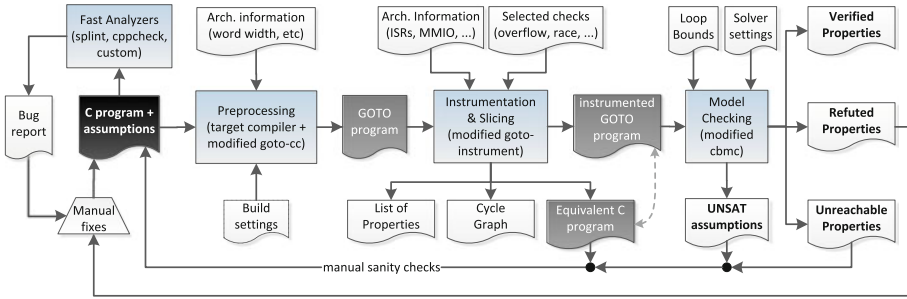 Fast Analyzers
(splint, cppcheck,
custom)
Arch. information
(word width, etc)
Arch. Information
(ISRs, MMIO, ...)
Selected checks
(overflow, race, ...)
Loop
Bounds
Solver
settings
Verified
Properties
Bug
report
C program +
assumptions
Preprocessing
(target compiler +
modified goto-cc)
GOTO
program
Instrumentation
& Slicing
(modified goto-
instrument)
instrumented
GOTO
program
Model
Checking
(modified
cbmc)
Refuted
Properties
Manual
fixes
Build
settings
List of
Properties
Cycle
Graph
Equivalent C
program
UNSAT
assumptions
Unreachable
Properties
manual sanity checks